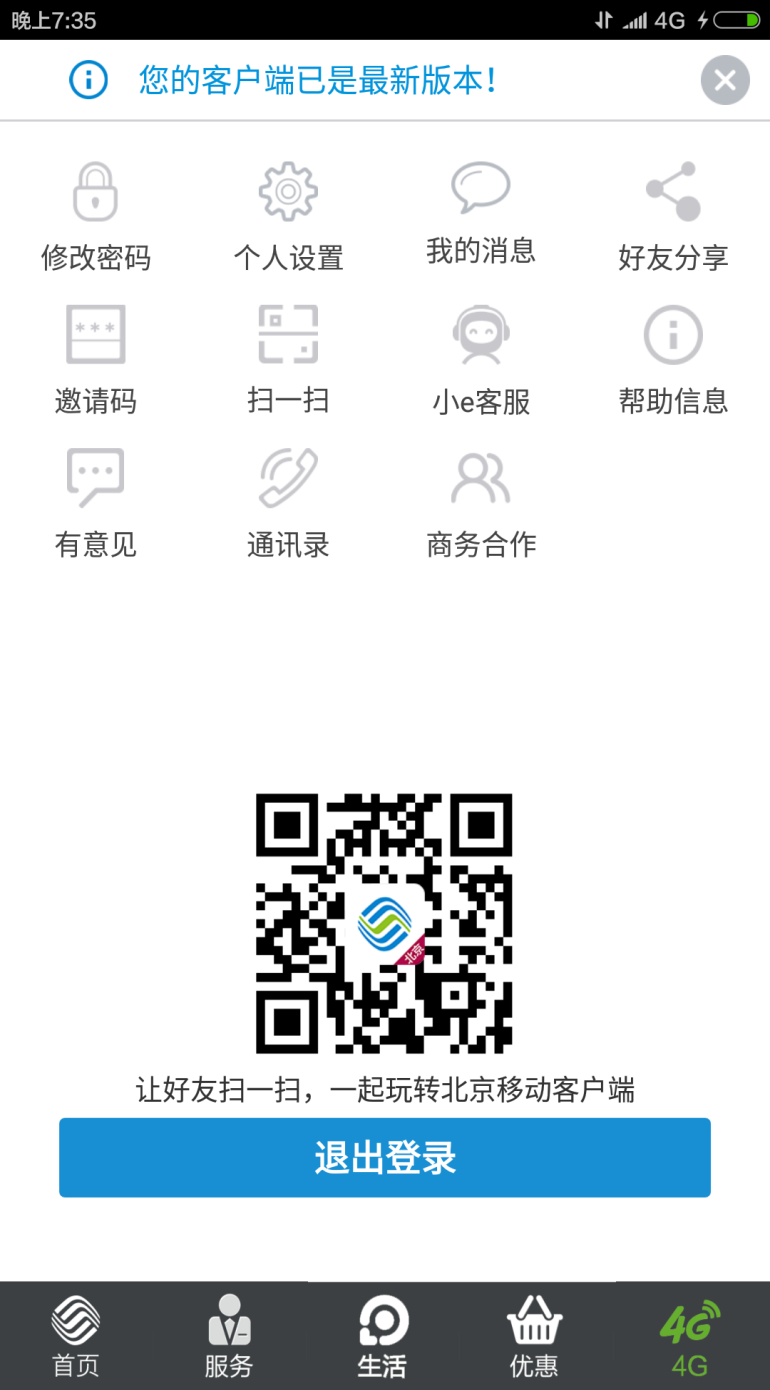 晚上7:35 4G
您的客户端已是最新版本!
修改密码 个人设置 我的消息 好友分享
***
邀请码 扫一扫 小e客服 帮助信息
有意见 通讯录 商务合作
北京
让好友扫一扫，一起玩转北京移动客户端
退出登录
4G
首页 服务 生活 优惠 4G